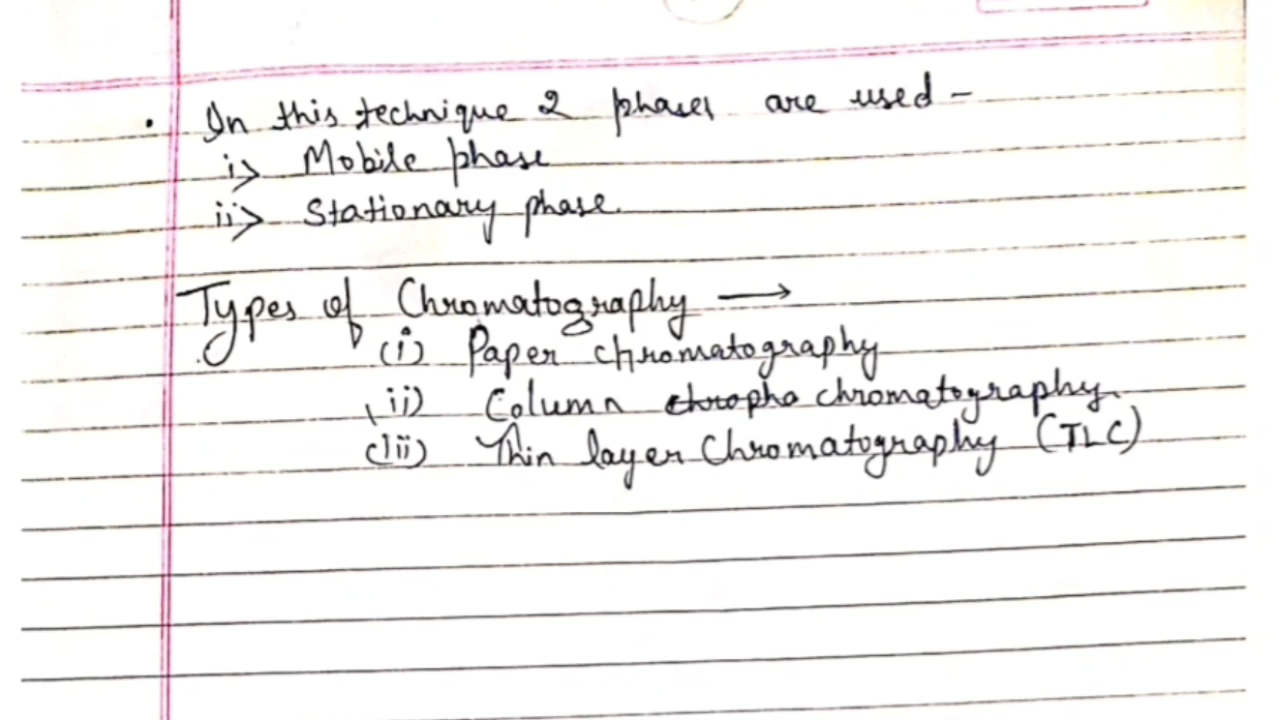 • In this technique 2 phases are used -
i> Mobile phase
ii> Stationary phase.
Types of Chromatography →
(i) Paper chromatography
(ii) Column chropho chromatography.
(iii) Thin layer Chromatography (TLC)